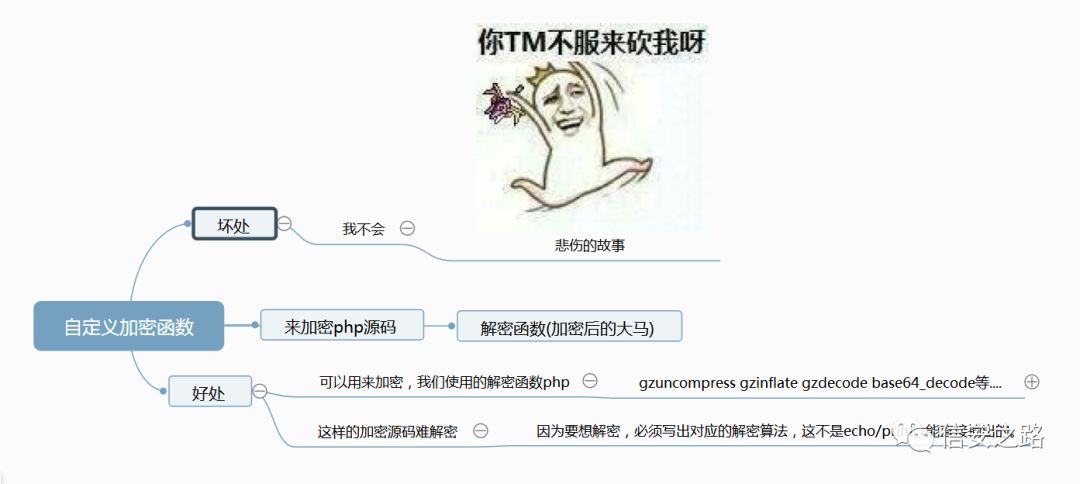 你TM不服来砍我呀
坏处
我不会
悲伤的故事
自定义加密函数
来加密php源码
解密函数(加密后的大马)
好处
可以用来加密，我们使用的解密函数php
gzuncompress gzinflate gzdecode base64_decode等....
这样的加密源码难解密
因为要想解密，必须写出对应的解密算法，这不是echo/
信安之路